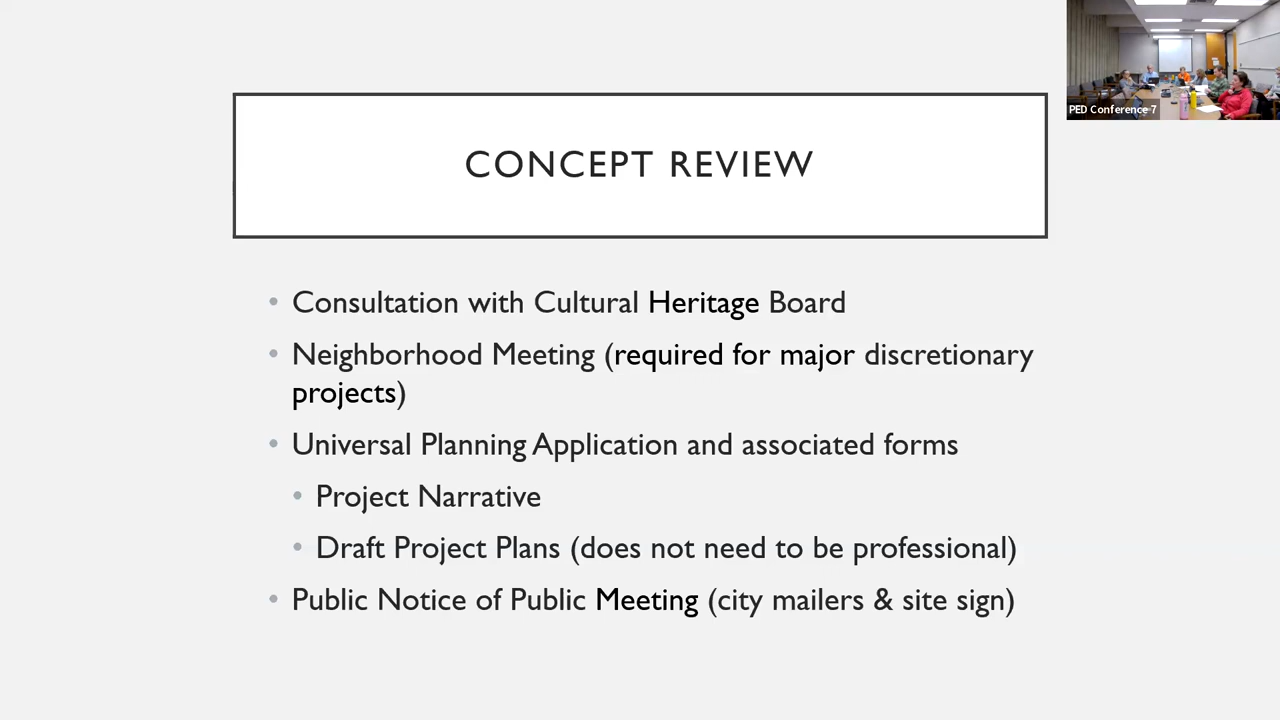 CONCEPT REVIEW
PED Conference 7
• Consultation with Cultural Heritage Board
• Neighborhood Meeting (required for major discretionary
projects)
• Universal Planning Application and associated forms
• Project Narrative
• Draft Project Plans (does not need to be professional)
• Public Notice of Public Meeting (city mailers & site sign)